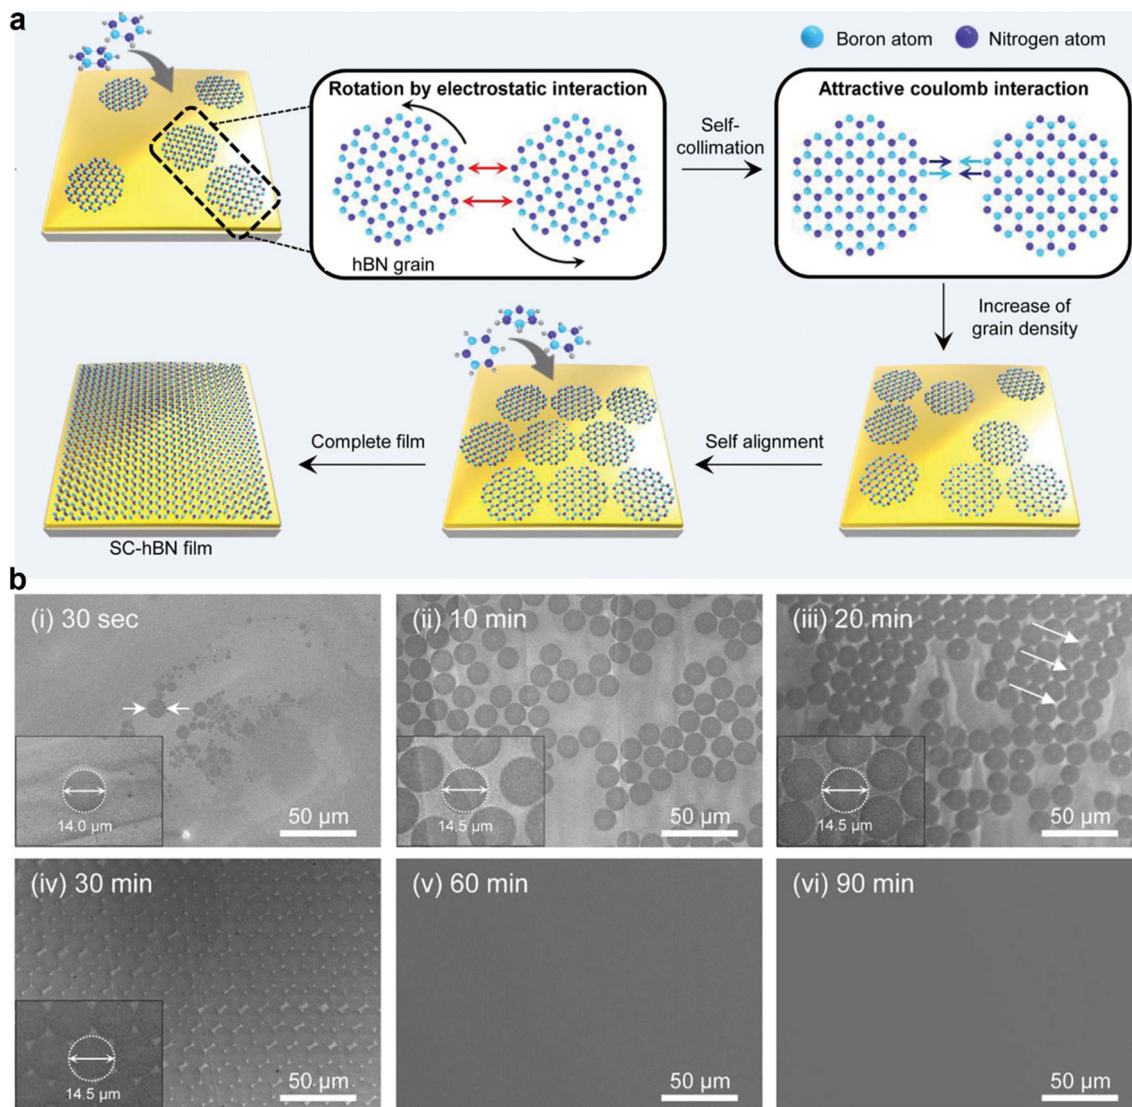 a
Boron atom
Nitrogen atom
Rotation by electrostatic interaction
hBN grain
Self-
collimation
Attractive coulomb interaction
Increase of
grain density
Self alignment
Complete film
SC-hBN film
b
(i) 30 sec
14.0 μm
50 μm
(ii) 10 min
14.5 μm
50 μm
(iii) 20 min
14.5 μm
50 μm
(iv) 30 min
14.5 μm
50 μm
(v) 60 min
50 μm
(vi) 90 min
50 μm